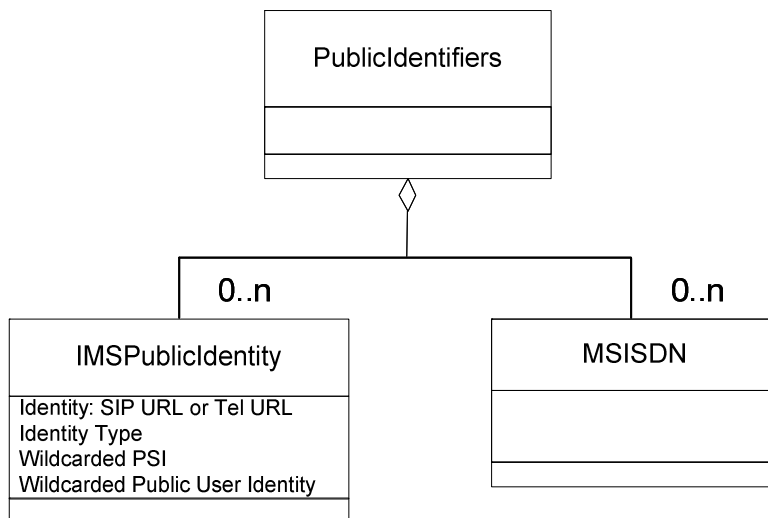 PublicIdentifiers
0..n
0..n
IMSPublicIdentity
MSISDN
Identity: SIP URL or Tel URL
Identity Type
Wildcarded PSI
Wildcarded Public User Identity